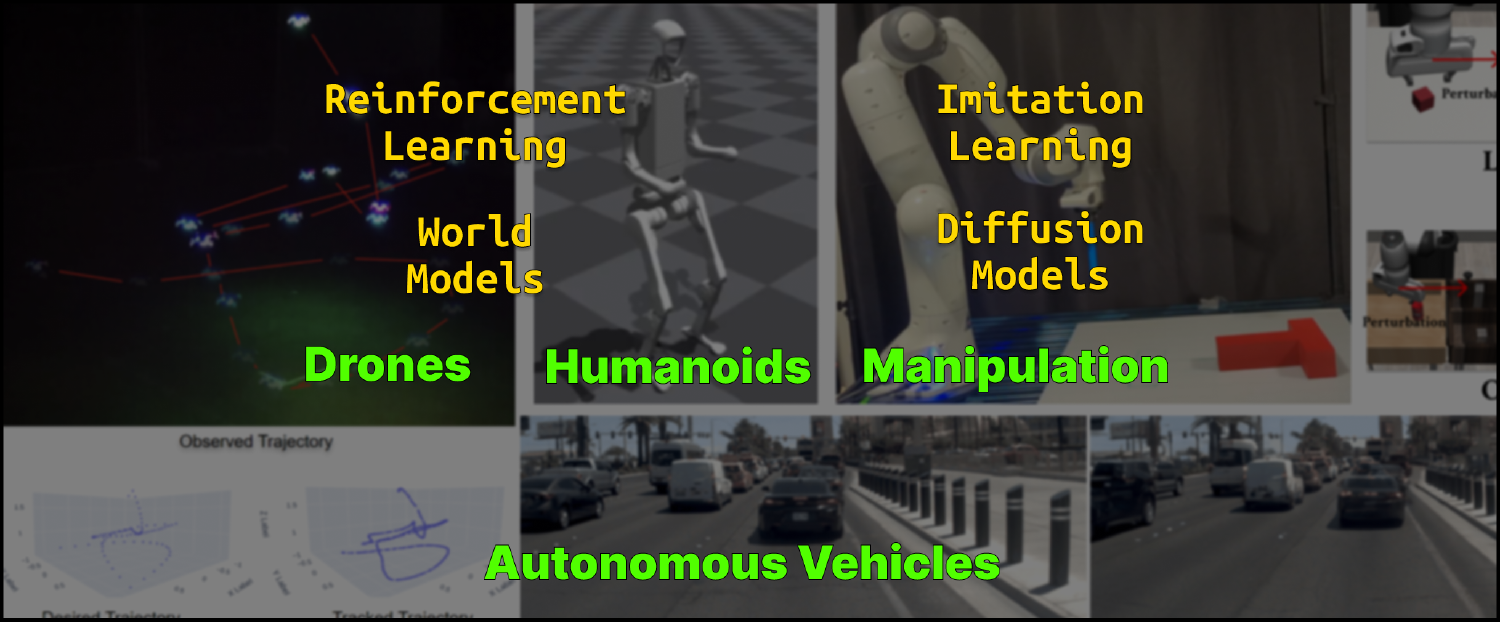 Reinforcement
Learning
World
Models
Imitation
Learning
Diffusion
Models
Drones
Humanoids
Manipulation
Perturba
L
Perturbation
C
Observed Trajectory
Autonomous Vehicles
Desired Trajectory
Tracked Trajectory